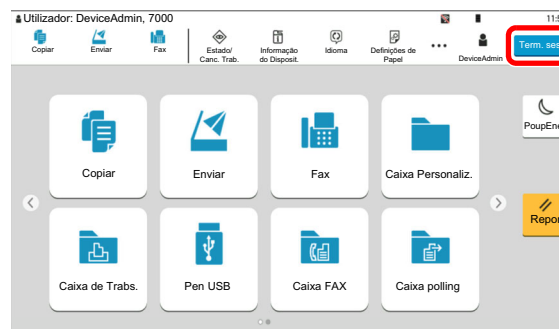 Utilizador: DeviceAdmin, 7000
Copiar
Enviar
Fax
Estado/
Canc. Trab.
Informação
do Disposit.
Idioma
Definições de
Papel
DeviceAdmin
Copiar
Enviar
Fax
Caixa Personaliz.
Caixa de Trabs.
Pen USB
Caixa FAX
Caixa polling